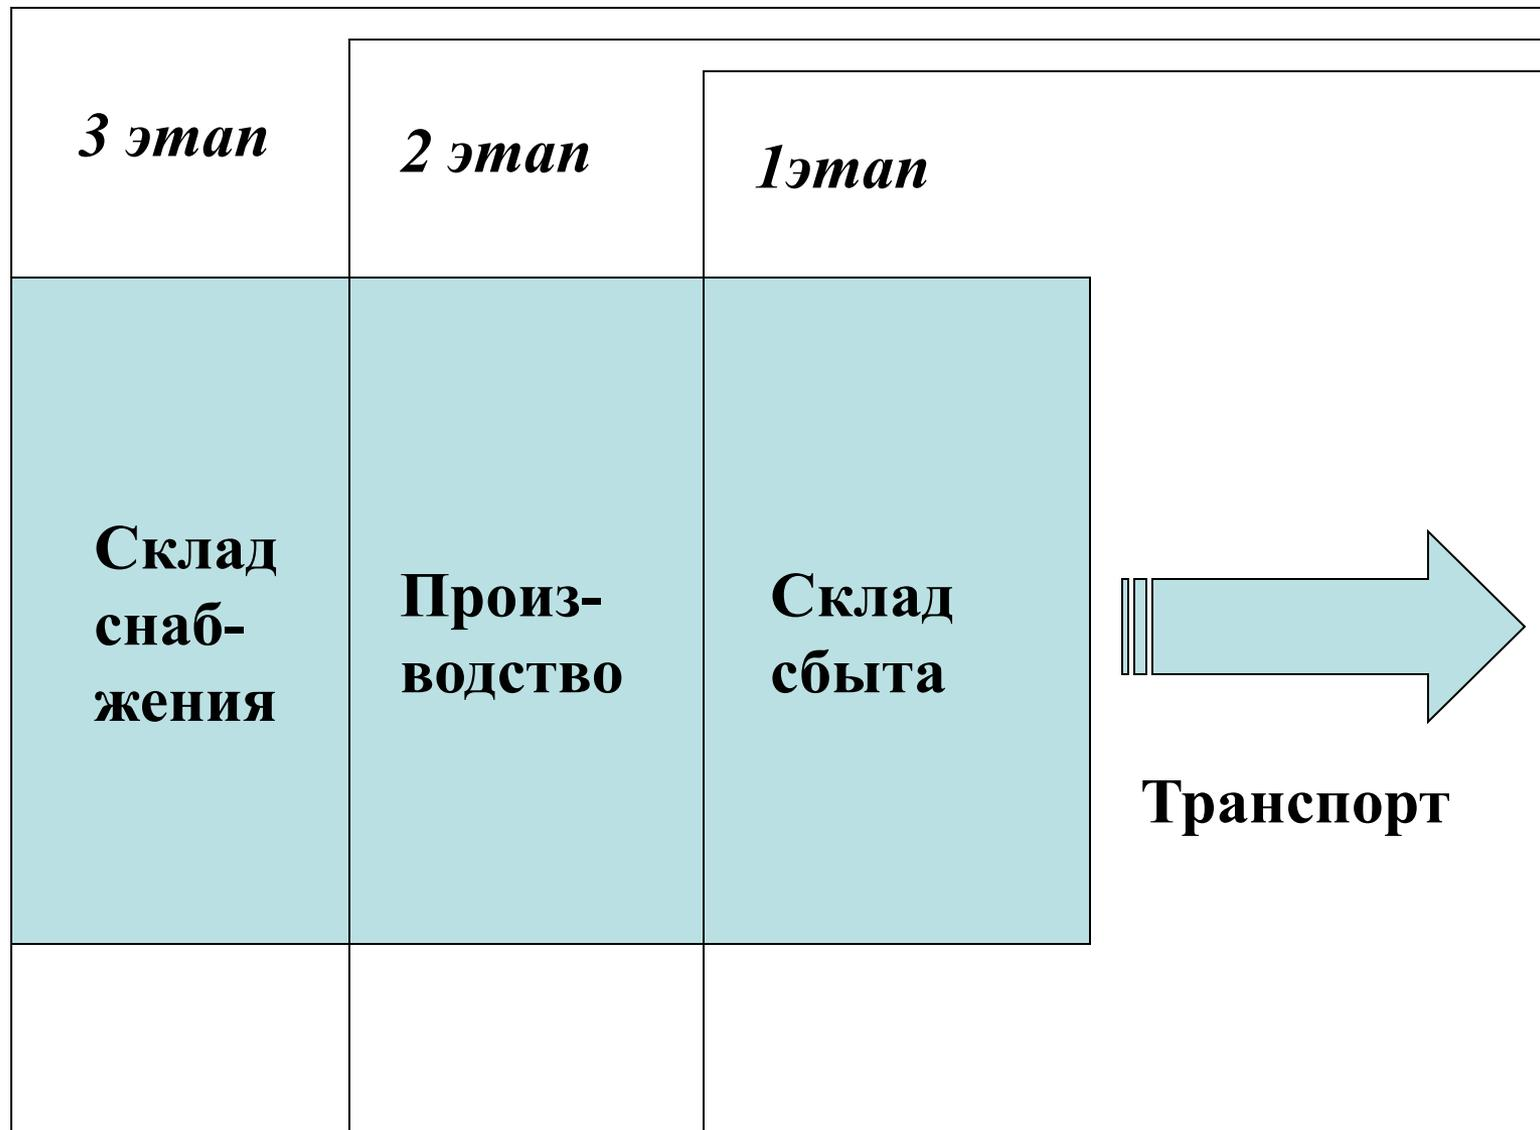 3 этап
2 этап
1этап
Склад
снаб-
жения
Произ-
водство
Склад
сбыта
Транспорт